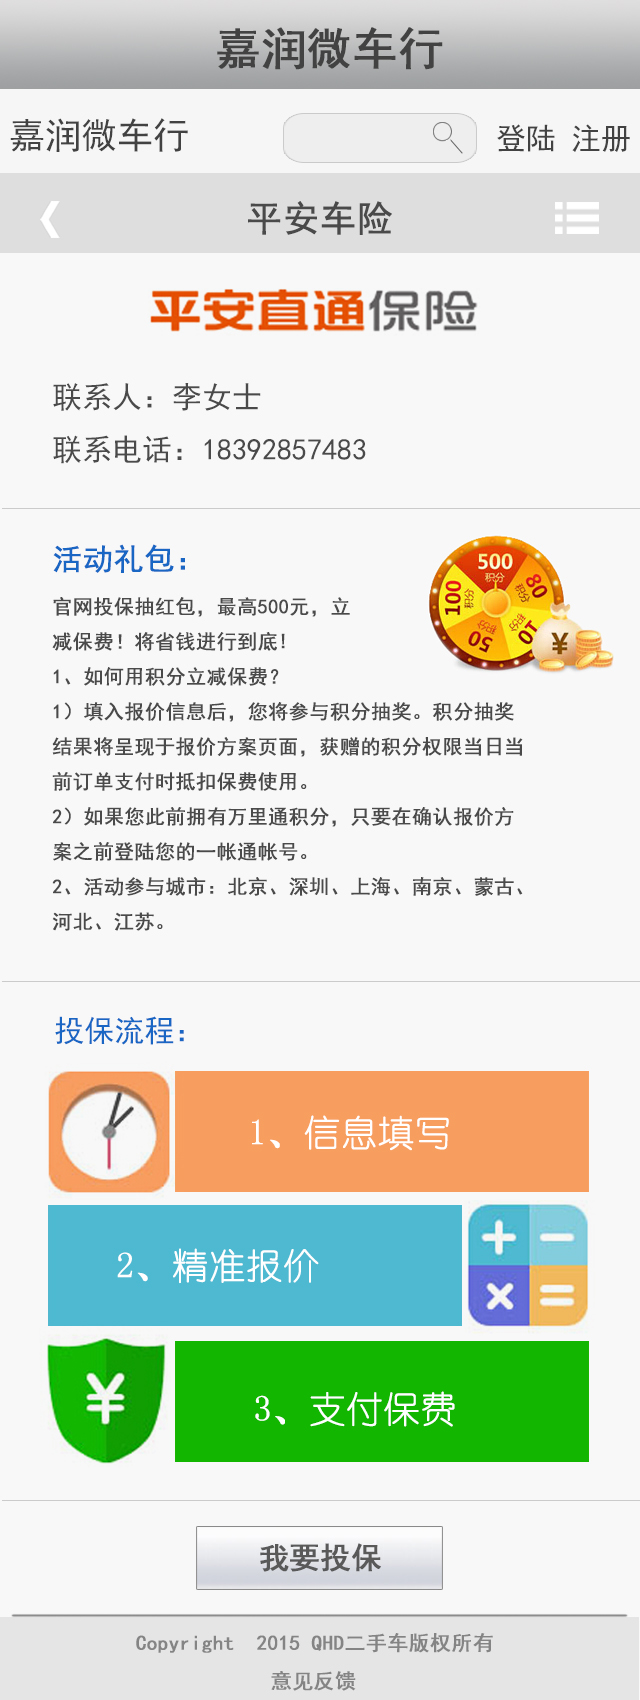 嘉润微车行
嘉润微车行 登陆 注册
平安车险
平安直通保险
联系人：李女士
联系电话：18392857483
活动礼包：
500
积分
80
积分
10
积分
50
积分
100
积分
¥
官网投保抽红包，最高500元，立
减保费！将省钱进行到底！
1、如何用积分立减保费？
1）填入报价信息后，您将参与积分抽奖。积分抽奖
结果将呈现于报价方案页面，获赠的积分权限当日当
前订单支付时抵扣保费使用。
2）如果您此前拥有万里通积分，只要在确认报价方
案之前登陆您的一帐通帐号。
2、活动参与城市：北京、深圳、上海、南京、蒙古、
河北、江苏。
投保流程：
1、信息填写
2、精准报价
¥
3、支付保费
我要投保
Copyright 2015 QHD二手车版权所有
意见反馈